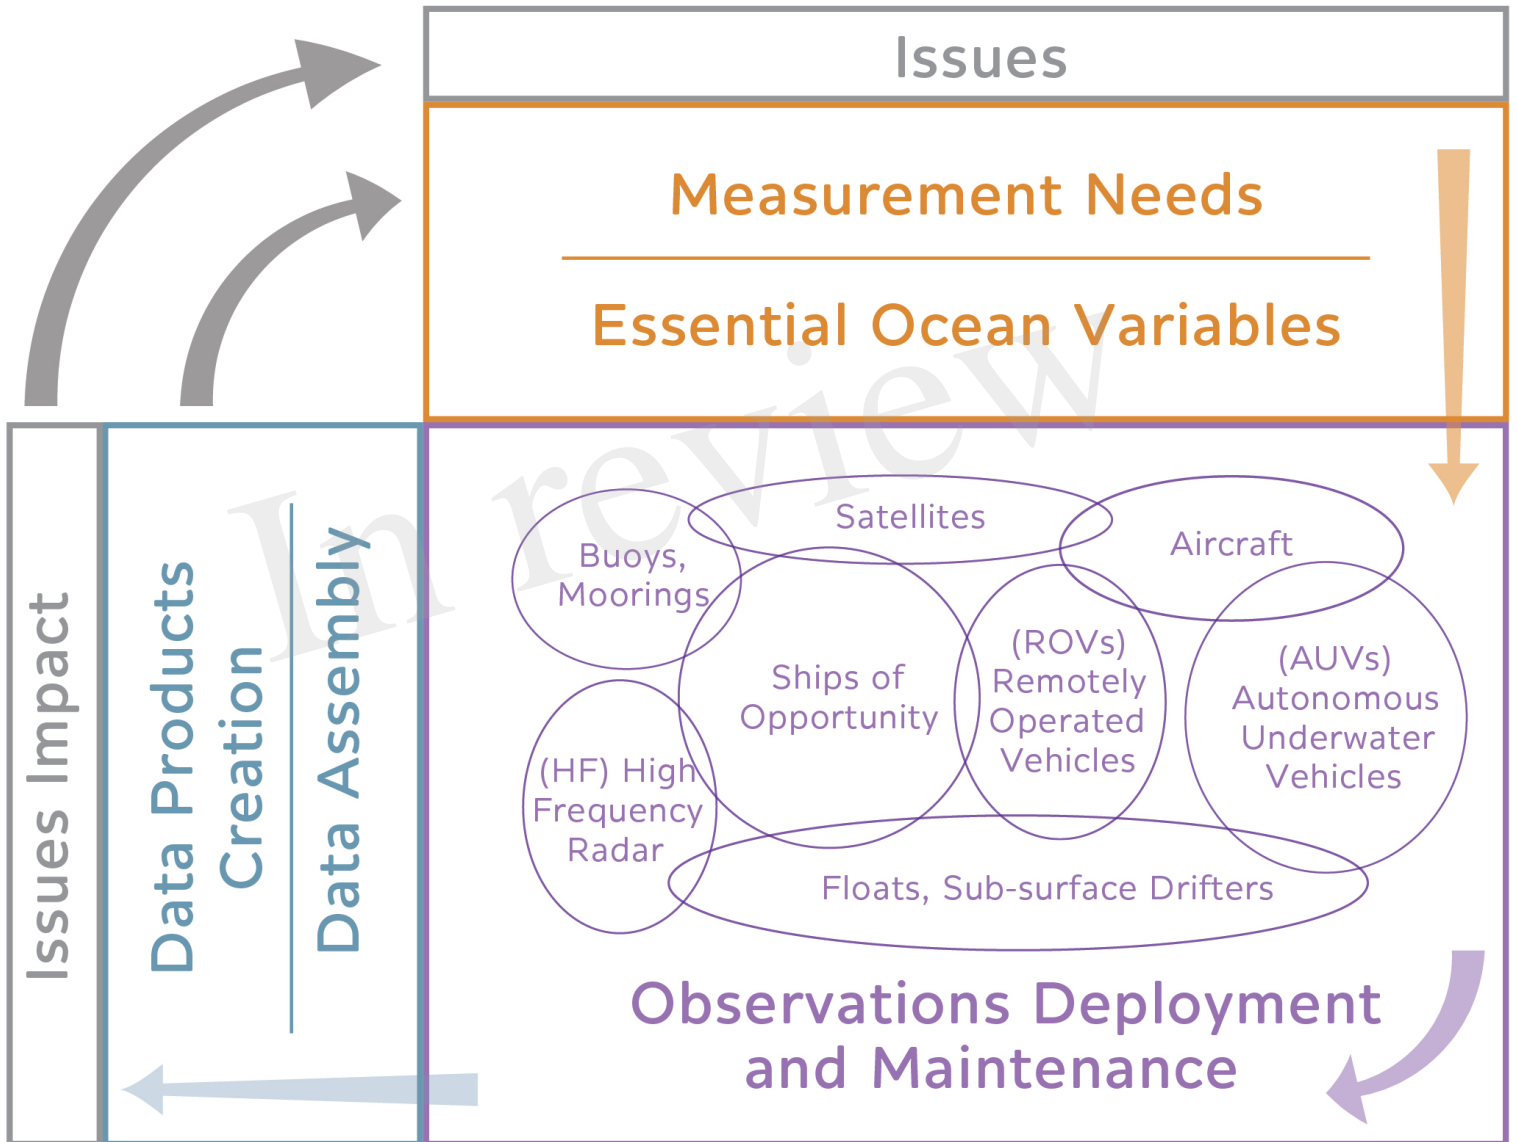 Issues
Measurement Needs
Essential Ocean Variables
In review
Issues Impact
Data Products
Creation
Data Assembly
Buoys,
Moorings
Satellites
Aircraft
Ships of
Opportunity
(ROVs)
Remotely
Operated
Vehicles
(AUVs)
Autonomous
Underwater
Vehicles
(HF) High
Frequency
Radar
Floats, Sub-surface Drifters
Observations Deployment
and Maintenance